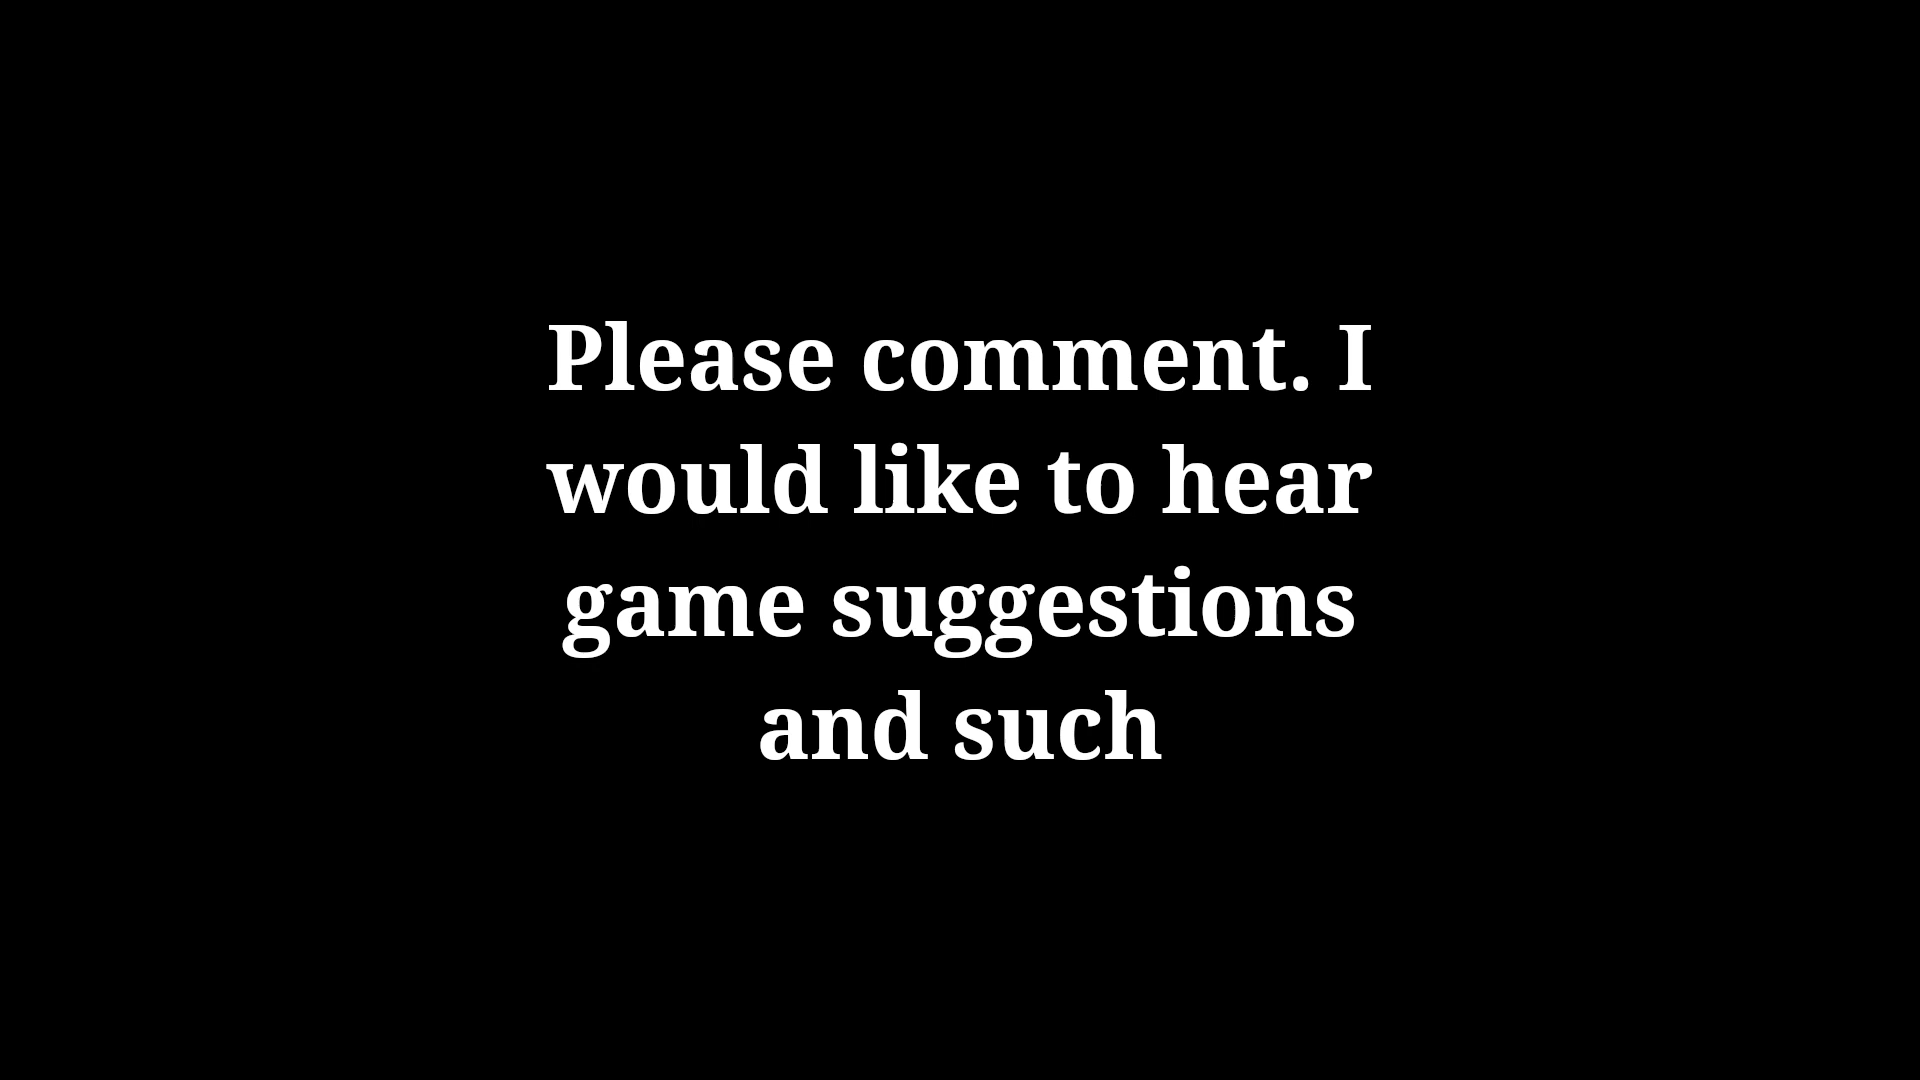 Please comment. I
would like to hear
game suggestions
and such